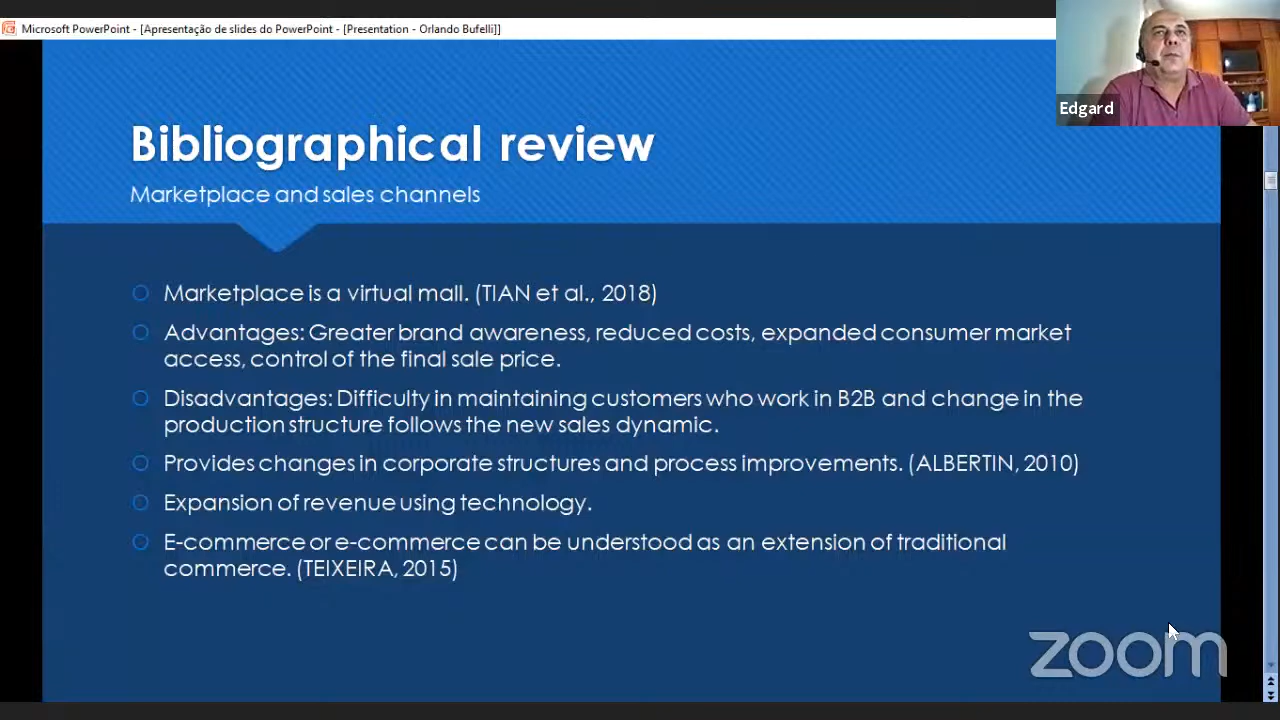 Microsoft PowerPoint - [Apresentação de slides do PowerPoint - [Presentation - Orlando Bufelli]]
Edgard
Bibliographical review
Marketplace and sales channels
Marketplace is a virtual mall. (TIAN et al., 2018)
Advantages: Greater brand awareness, reduced costs, expanded consumer market
access, control of the final sale price.
Disadvantages: Difficulty in maintaining customers who work in B2B and change in the
production structure follows the new sales dynamic.
Provides changes in corporate structures and process improvements. (ALBERTIN, 2010)
Expansion of revenue using technology.
E-commerce or e-commerce can be understood as an extension of traditional
commerce. (TEIXEIRA, 2015)
zoom